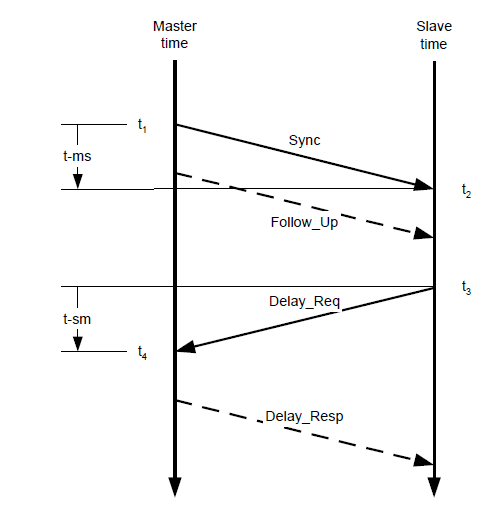 Master
time
Slave
time
t1
Sync
t-ms
t2
Follow_Up
t3
Delay_Req
t-sm
t4
Delay_Resp